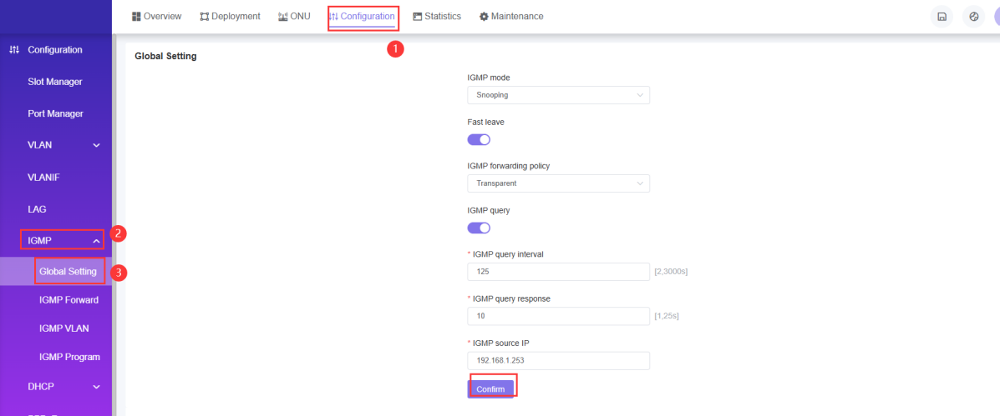 Overview Deployment ONU Configuration Statistics Maintenance
1
Configuration
Slot Manager
Port Manager
VLAN
VLANIF
LAG
IGMP
2
Global Setting
3
IGMP Forward
IGMP VLAN
IGMP Program
DHCP
Global Setting
IGMP mode
Snooping
Fast leave
IGMP forwarding policy
Transparent
IGMP query
* IGMP query interval
125 [2,3000s]
* IGMP query response
10 [1,25s]
* IGMP source IP
192.168.1.253
Confirm